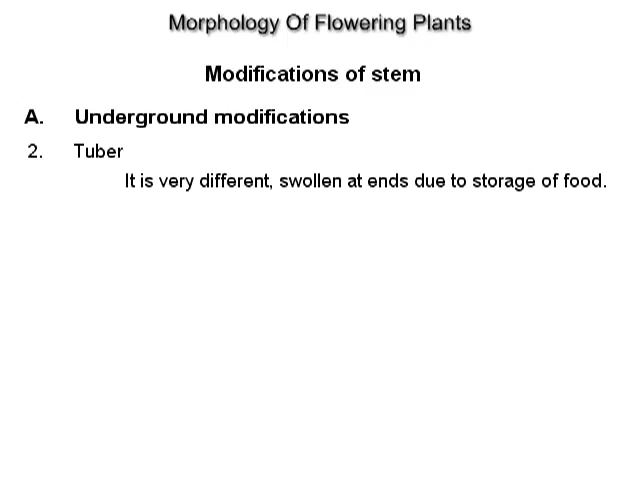 Morphology Of Flowering Plants
Modifications of stem
A. Underground modifications
2. Tuber
It is very different, swollen at ends due to storage of food.